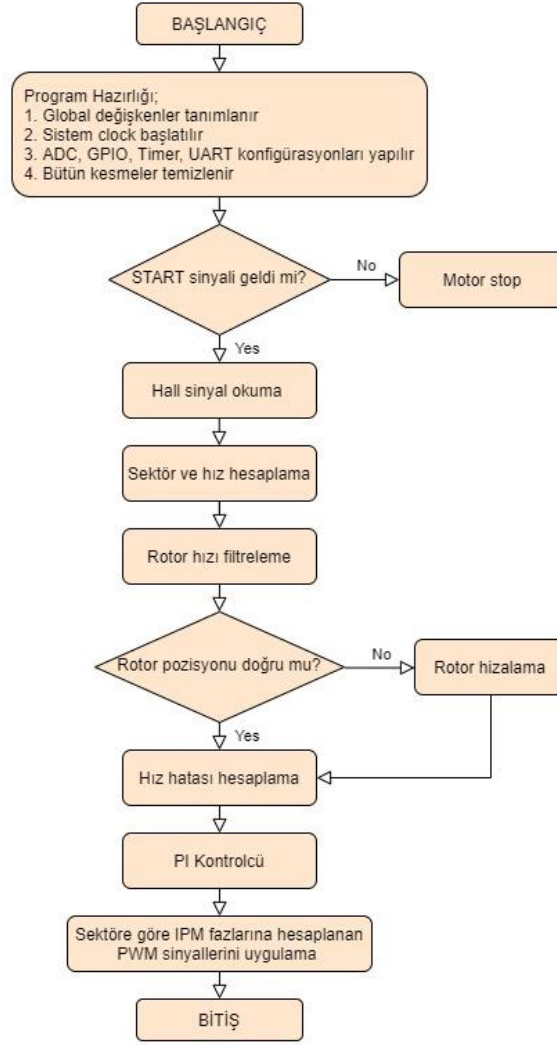 BAŞLANGIÇ
Program Hazırlığı;
1. Global değişkenler tanımlanır
2. Sistem clock başlatılır
3. ADC, GPIO, Timer, UART konfigürasyonları yapılır
4. Bütün kesmeler temizlenir
START sinyali geldi mi?
No
Motor stop
Yes
Hall sinyal okuma
Sektör ve hız hesaplama
Rotor hızı filtreleme
Rotor pozisyonu doğru mu?
No
Rotor hizalama
Yes
Hız hatası hesaplama
PI Kontrolcü
Sektöre göre IPM fazlarına hesaplanan
PWM sinyallerini uygulama
BİTİŞ